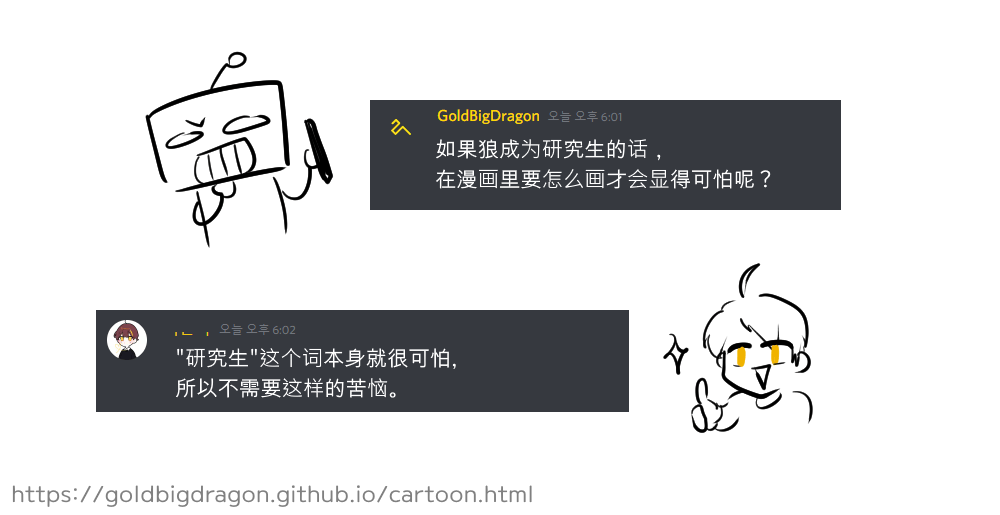 GoldBigDragon 오늘 오후 6:01
如果狼成为研究生的话，
在漫画里要怎么画才会显得可怕呢？
오늘 오후 6:02
"研究生"这个词本身就很可怕,
所以不需要这样的苦恼。
https://goldbigdragon.github.io/cartoon.html